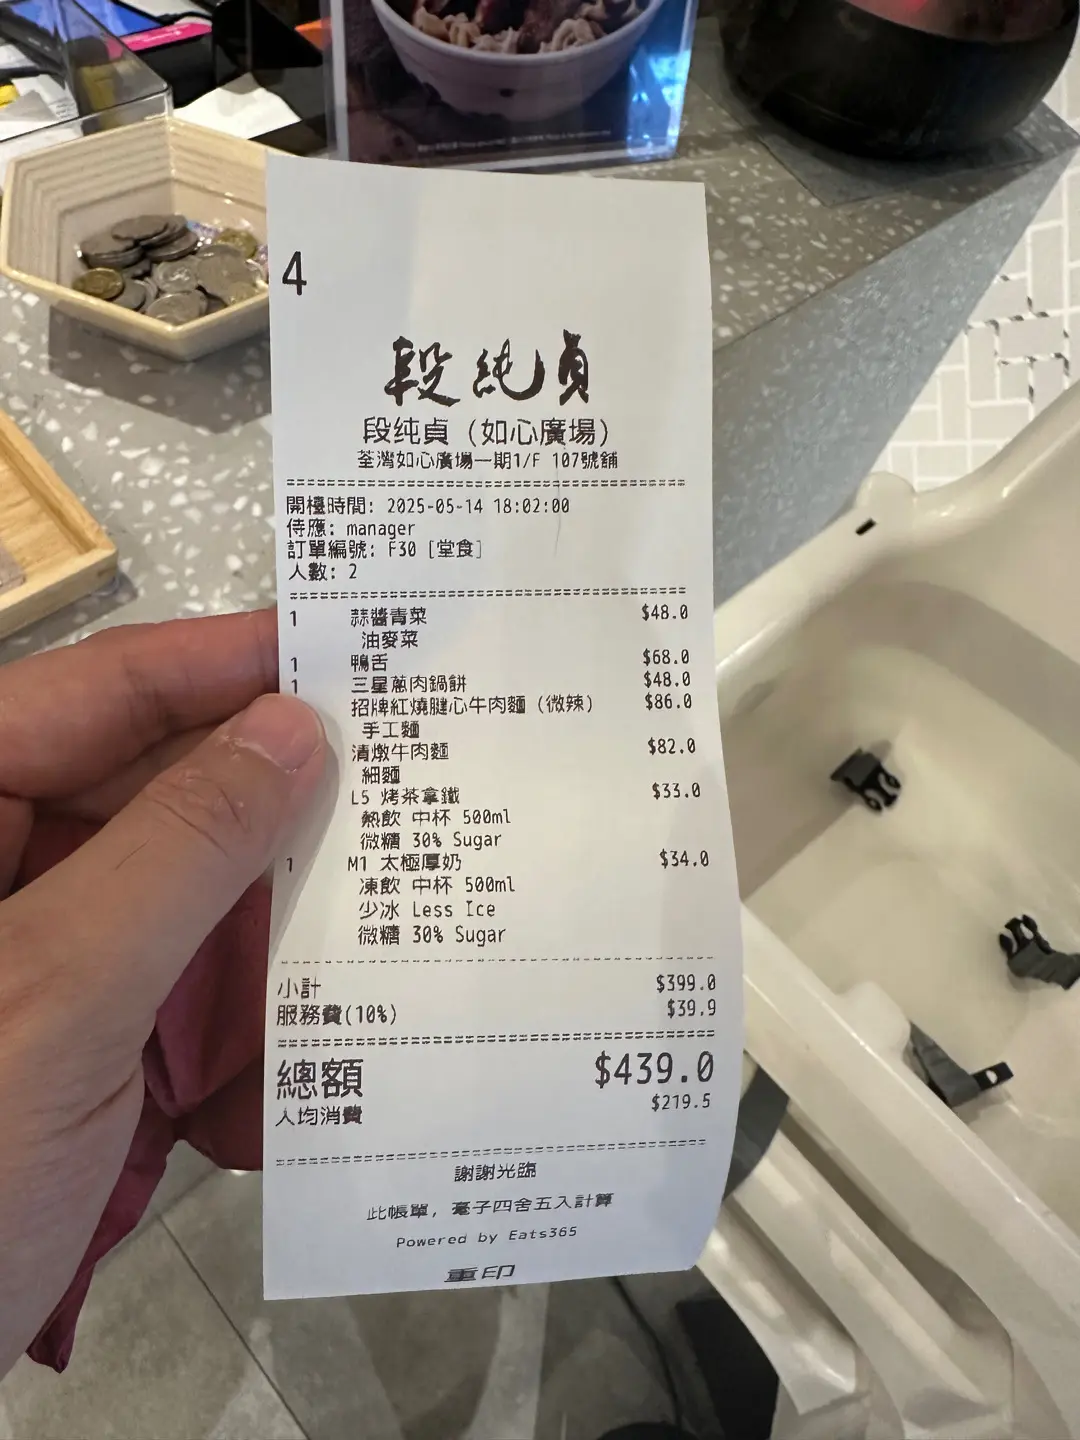 4
段純貞
段纯貞 (如心廣場)
荃灣如心廣場一期1/F 107號舖
開檯時間: 2025-05-14 18:02:00
侍應: manager
訂單編號: F30 [堂食]
人數: 2
1 蒜醬青菜 $48.0
油麥菜
1 鴨舌 $68.0
1 三星蔥肉鍋餅 $48.0
招牌紅燒腱心牛肉麵 (微辣) $86.0
手工麵
清燉牛肉麵 $82.0
細麵
L5 烤茶拿鐵 $33.0
熱飲 中杯 500ml
微糖 30% Sugar
1 M1 太極厚奶 $34.0
凍飲 中杯 500ml
少冰 Less Ice
微糖 30% Sugar
小計 $399.0
服務費(10%) $39.9
總額 $439.0
人均消費 $219.5
謝謝光臨
此帳單, 毫子四舍五入計算
Powered by Eats365
重印